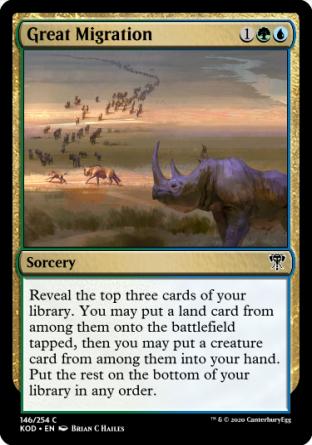 Great Migration 1
Sorcery
Reveal the top three cards of your
library. You may put a land card from
among them onto the battlefield
tapped, then you may put a creature
card from among them into your hand.
Put the rest on the bottom of your
library in any order.
146/254 C
KOD • EN BRIAN C HAILES ™ & © 2020 CanterburyEgg